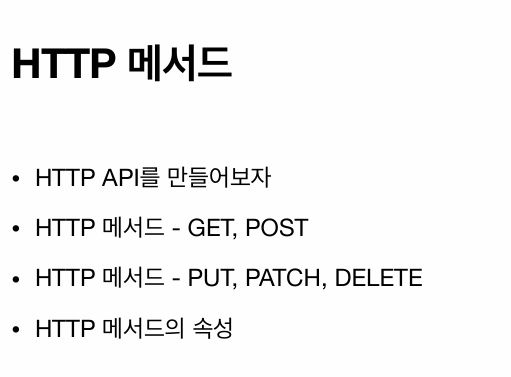 HTTP 메서드
• HTTP API를 만들어보자
• HTTP 메서드 - GET, POST
• HTTP 메서드 - PUT, PATCH, DELETE
• HTTP 메서드의 속성